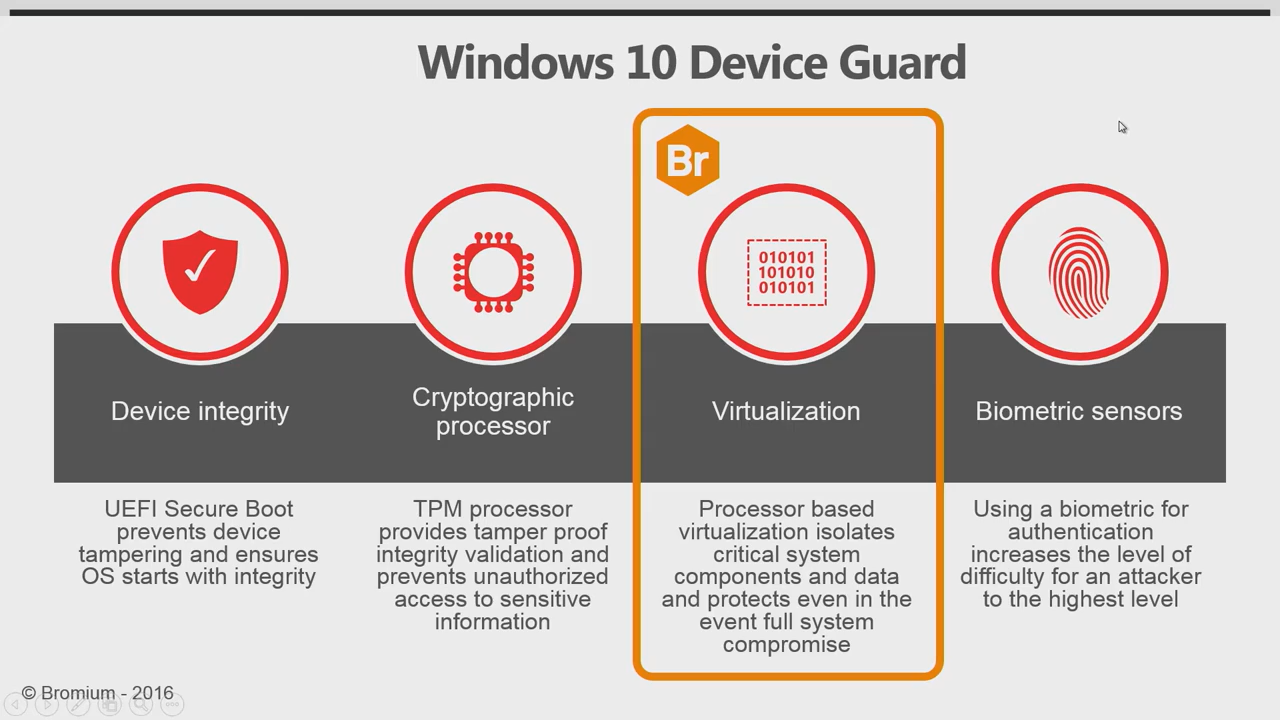 Windows 10 Device Guard
Br
010101
101010
010101
Device integrity
Cryptographic
processor
Virtualization
Biometric sensors
UEFI Secure Boot
prevents device
tampering and ensures
OS starts with integrity
TPM processor
provides tamper proof
integrity validation and
prevents unauthorized
access to sensitive
information
Processor based
virtualization isolates
critical system
components and data
and protects even in the
event full system
compromise
Using a biometric for
authentication
increases the level of
difficulty for an attacker
to the highest level
© Bromium - 2016